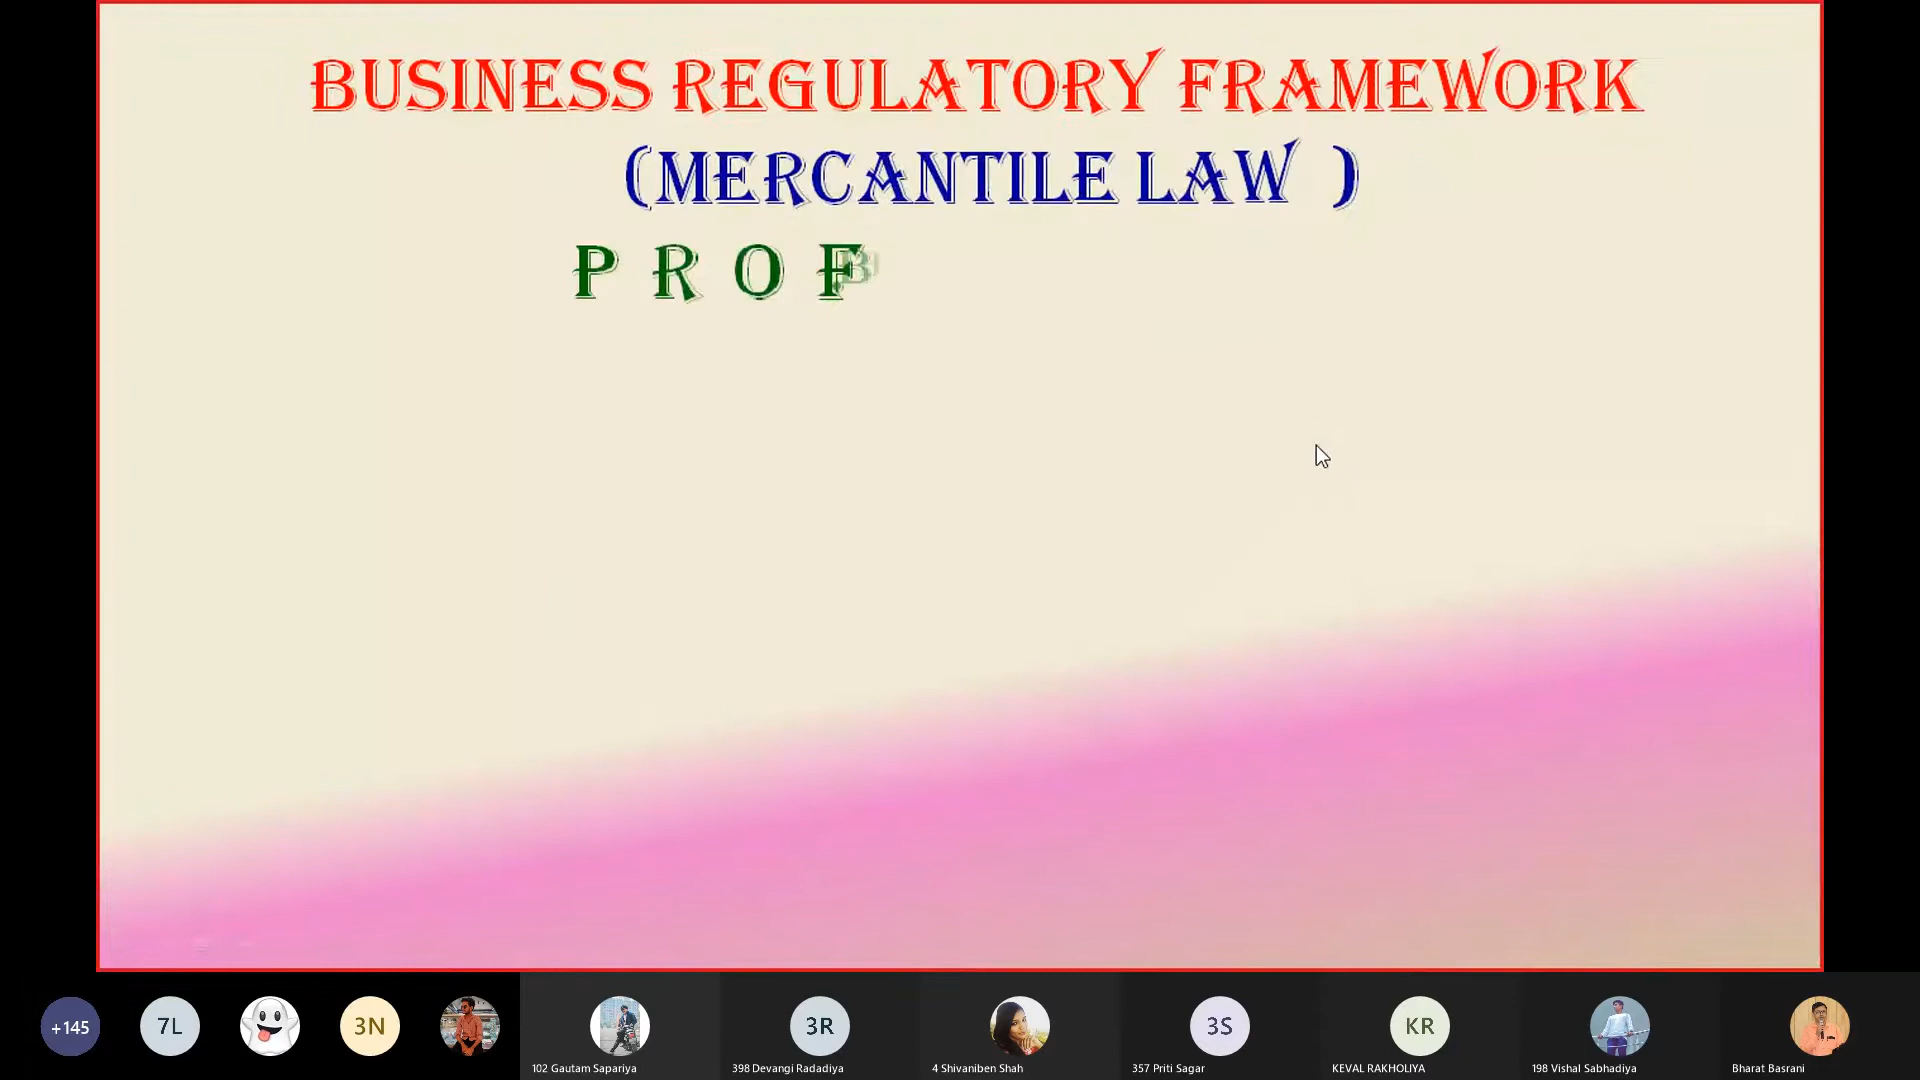 BUSINESS REGULATORY FRAMEWORK
(MERCANTILE LAW )
P R O F
+145
7L
3N
3R
3S
KR
102 Gautam Sapariya
398 Devangi Radadiya
4 Shivaniben Shah
357 Priti Sagar
KEVAL RAKHOLIYA
198 Vishal Sabhadiya
Bharat Basrani